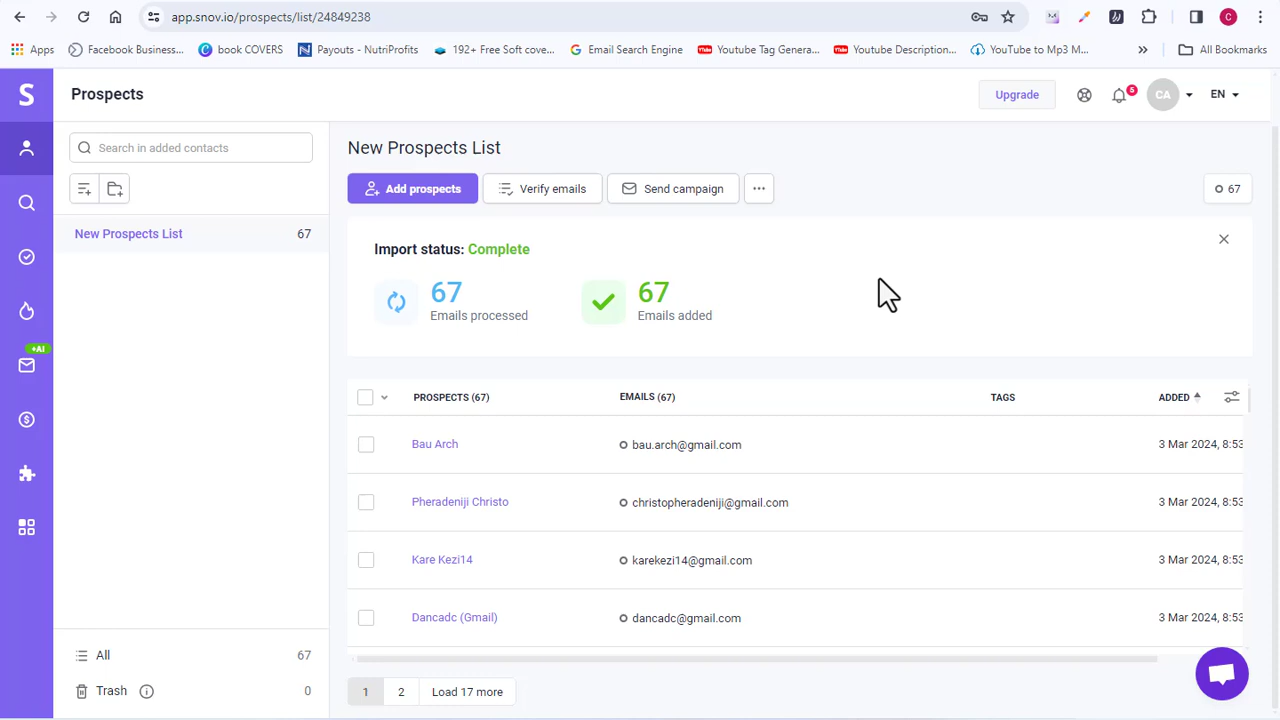 app.snov.io/prospects/list/24849238
C
Apps
Facebook Business...
book COVERS
Payouts - NutriProfits
192+ Free Soft cove...
Email Search Engine
Youtube Tag Genera...
Youtube Description...
YouTube to Mp3 M...
»
All Bookmarks
S
Prospects
Upgrade
5
CA
EN
Search in added contacts
New Prospects List
Add prospects
Verify emails
Send campaign
...
67
New Prospects List 67
Import status: Complete
67
Emails processed
67
Emails added
+AI
PROSPECTS (67) EMAILS (67) TAGS ADDED
Bau Arch bau.arch@gmail.com 3 Mar 2024, 8:53
Pheradeniji Christo christopheradeniji@gmail.com 3 Mar 2024, 8:53
Kare Kezi14 karekezi14@gmail.com 3 Mar 2024, 8:53
Dancadc (Gmail) dancadc@gmail.com 3 Mar 2024, 8:53
All 67
Trash 0
1 2 Load 17 more